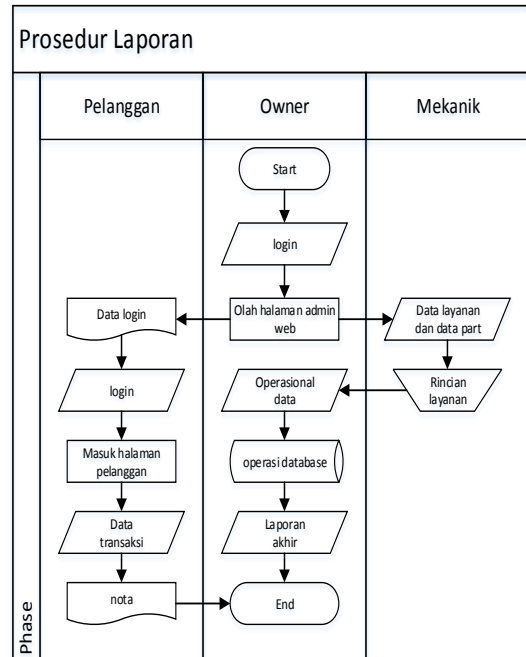 Prosedur Laporan
Pelanggan
Owner
Mekanik
Start
login
Olah halaman admin
web
Data login
Data layanan
dan data part
login
Operasional
data
Rincian
layanan
Masuk halaman
pelanggan
operasi database
Data
transaksi
Laporan
akhir
nota
End
Phase